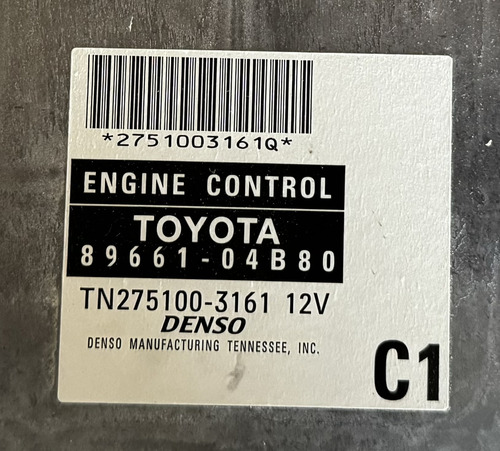 *2751003161Q*
ENGINE CONTROL
TOYOTA
89661-04B80
TN275100-3161 12V
DENSO
DENSO MANUFACTURING TENNESSEE, INC.
C1